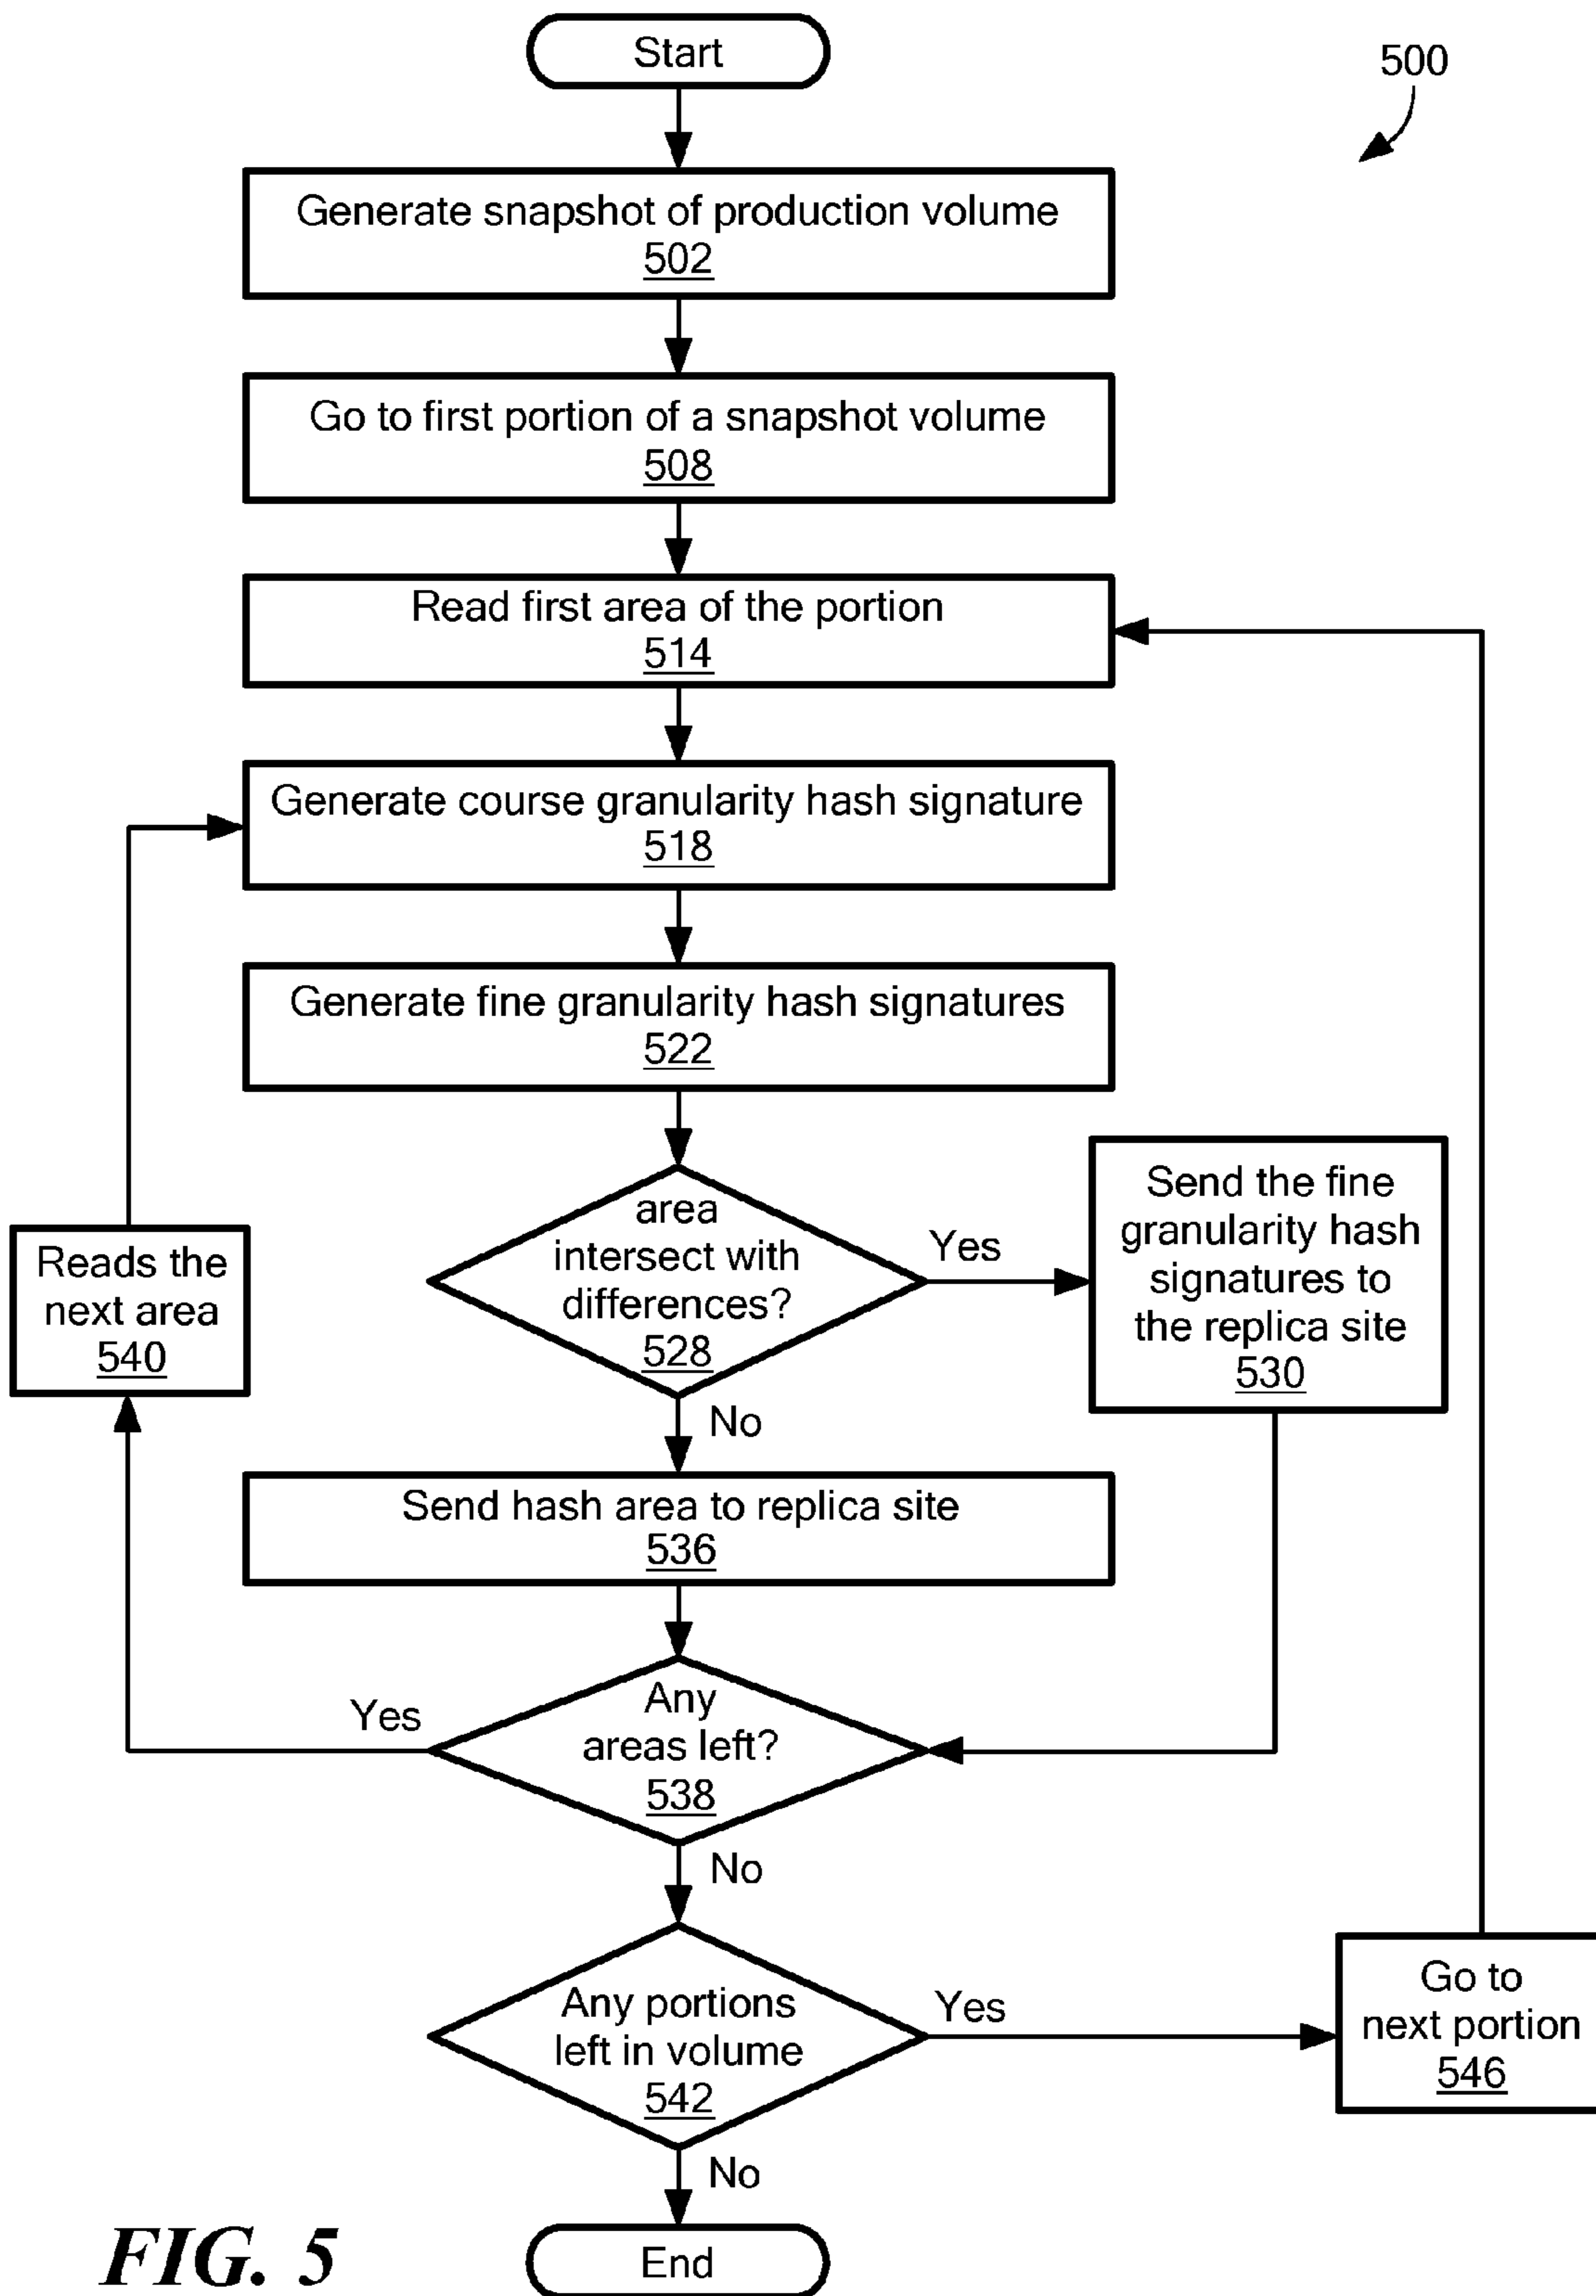 Start
500
Generate snapshot of production volume
502
Go to first portion of a snapshot volume
508
Read first area of the portion
514
Generate course granularity hash signature
518
Generate fine granularity hash signatures
522
area
intersect with
differences?
528
Yes
No
Send the fine
granularity hash
signatures to
the replica site
530
Reads the
next area
540
Send hash area to replica site
536
Any
areas left?
538
Yes
No
Any portions
left in volume
542
Yes
No
Go to
next portion
546
End
FIG. 5